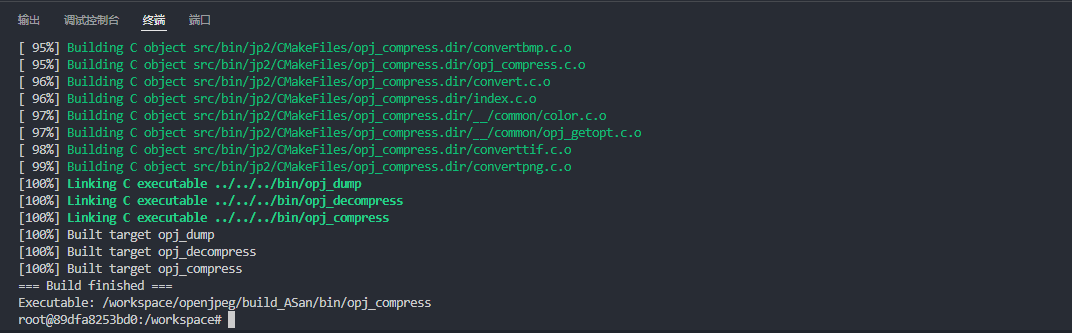 输出 调试控制台 终端 端口
[ 95%] Building C object src/bin/jp2/CMakeFiles/opj_compress.dir/convertbmp.c.o
[ 95%] Building C object src/bin/jp2/CMakeFiles/opj_compress.dir/opj_compress.c.o
[ 96%] Building C object src/bin/jp2/CMakeFiles/opj_compress.dir/convert.c.o
[ 96%] Building C object src/bin/jp2/CMakeFiles/opj_compress.dir/index.c.o
[ 97%] Building C object src/bin/jp2/CMakeFiles/opj_compress.dir/__/common/color.c.o
[ 97%] Building C object src/bin/jp2/CMakeFiles/opj_compress.dir/__/common/opj_getopt.c.o
[ 98%] Building C object src/bin/jp2/CMakeFiles/opj_compress.dir/converttif.c.o
[ 99%] Building C object src/bin/jp2/CMakeFiles/opj_compress.dir/convertpng.c.o
[100%] Linking C executable ../../../bin/opj_dump
[100%] Linking C executable ../../../bin/opj_decompress
[100%] Linking C executable ../../../bin/opj_compress
[100%] Built target opj_dump
[100%] Built target opj_decompress
[100%] Built target opj_compress
=== Build finished ===
Executable: /workspace/openjpeg/build_ASan/bin/opj_compress
root@89dfa8253bd0:/workspace#